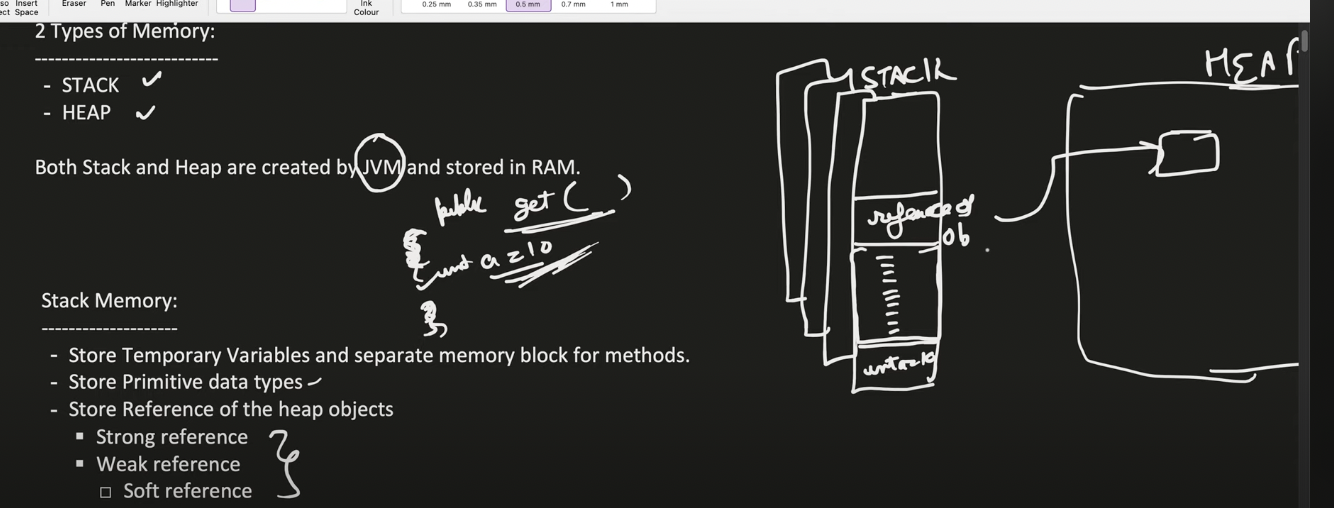 Insert Eraser Pen Marker Highlighter Ink 0.25 mm 0.35 mm 0.5 mm 0.7 mm 1 mm
Space Colour
2 Types of Memory:
- STACK
- HEAP
Both Stack and Heap are created by JVM and stored in RAM.
public get ( )
{ int a = 10
}
Stack Memory:
- Store Temporary Variables and separate memory block for methods.
- Store Primitive data types
- Store Reference of the heap objects
▪ Strong reference
▪ Weak reference
□ Soft reference
STACK
reference of
ob
int a=10
HEAP